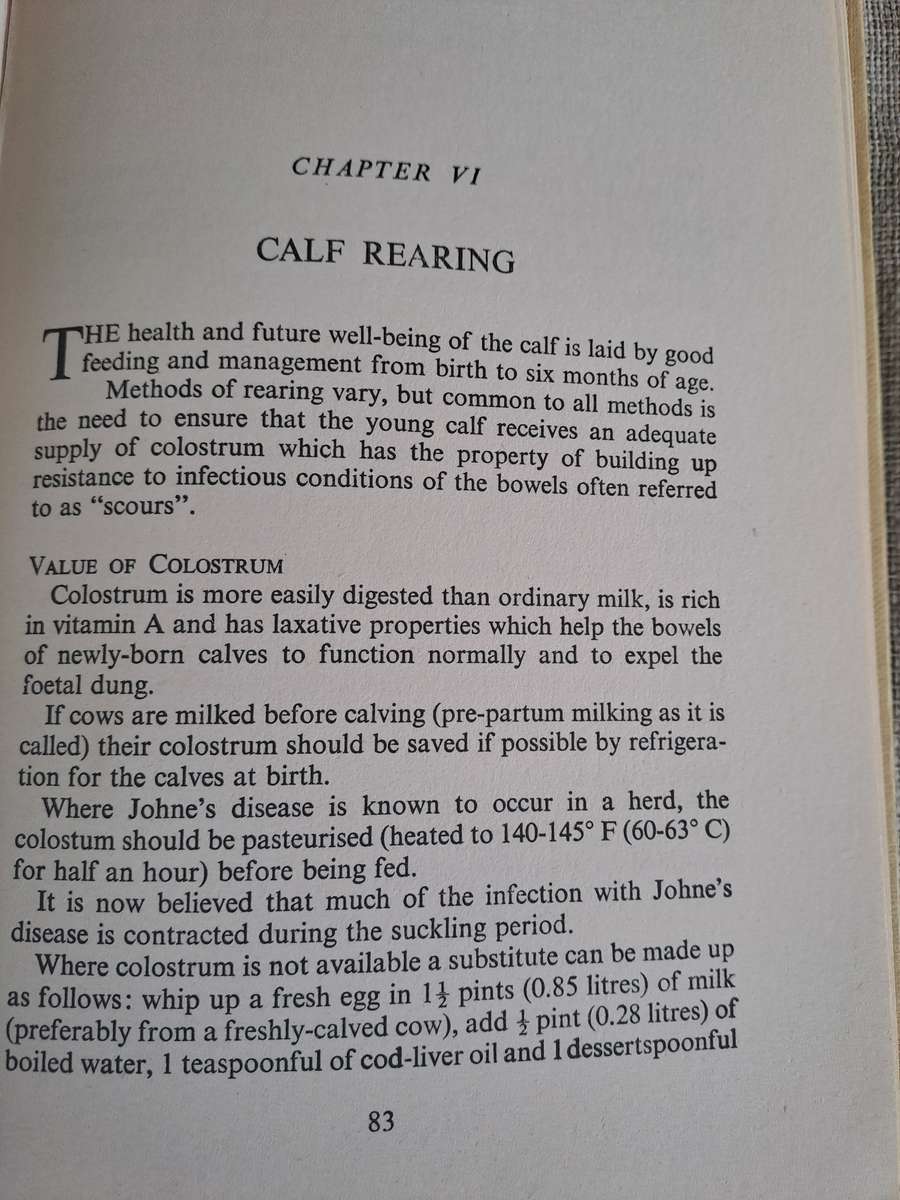 CHAPTER VI
CALF REARING
THE health and future well-being of the calf is laid by good
feeding and management from birth to six months of age.
Methods of rearing vary, but common to all methods is
the need to ensure that the young calf receives an adequate
supply of colostrum which has the property of building up
resistance to infectious conditions of the bowels often referred
to as “scours”.
VALUE OF COLOSTRUM
Colostrum is more easily digested than ordinary milk, is rich
in vitamin A and has laxative properties which help the bowels
of newly-born calves to function normally and to expel the
foetal dung.
If cows are milked before calving (pre-partum milking as it is
called) their colostrum should be saved if possible by refrigera-
tion for the calves at birth.
Where Johne’s disease is known to occur in a herd, the
colostum should be pasteurised (heated to 140-145° F (60-63° C)
for half an hour) before being fed.
It is now believed that much of the infection with Johne’s
disease is contracted during the suckling period.
Where colostrum is not available a substitute can be made up
as follows: whip up a fresh egg in 1½ pints (0.85 litres) of milk
(preferably from a freshly-calved cow), add ½ pint (0.28 litres) of
boiled water, 1 teaspoonful of cod-liver oil and 1 dessertspoonful
83